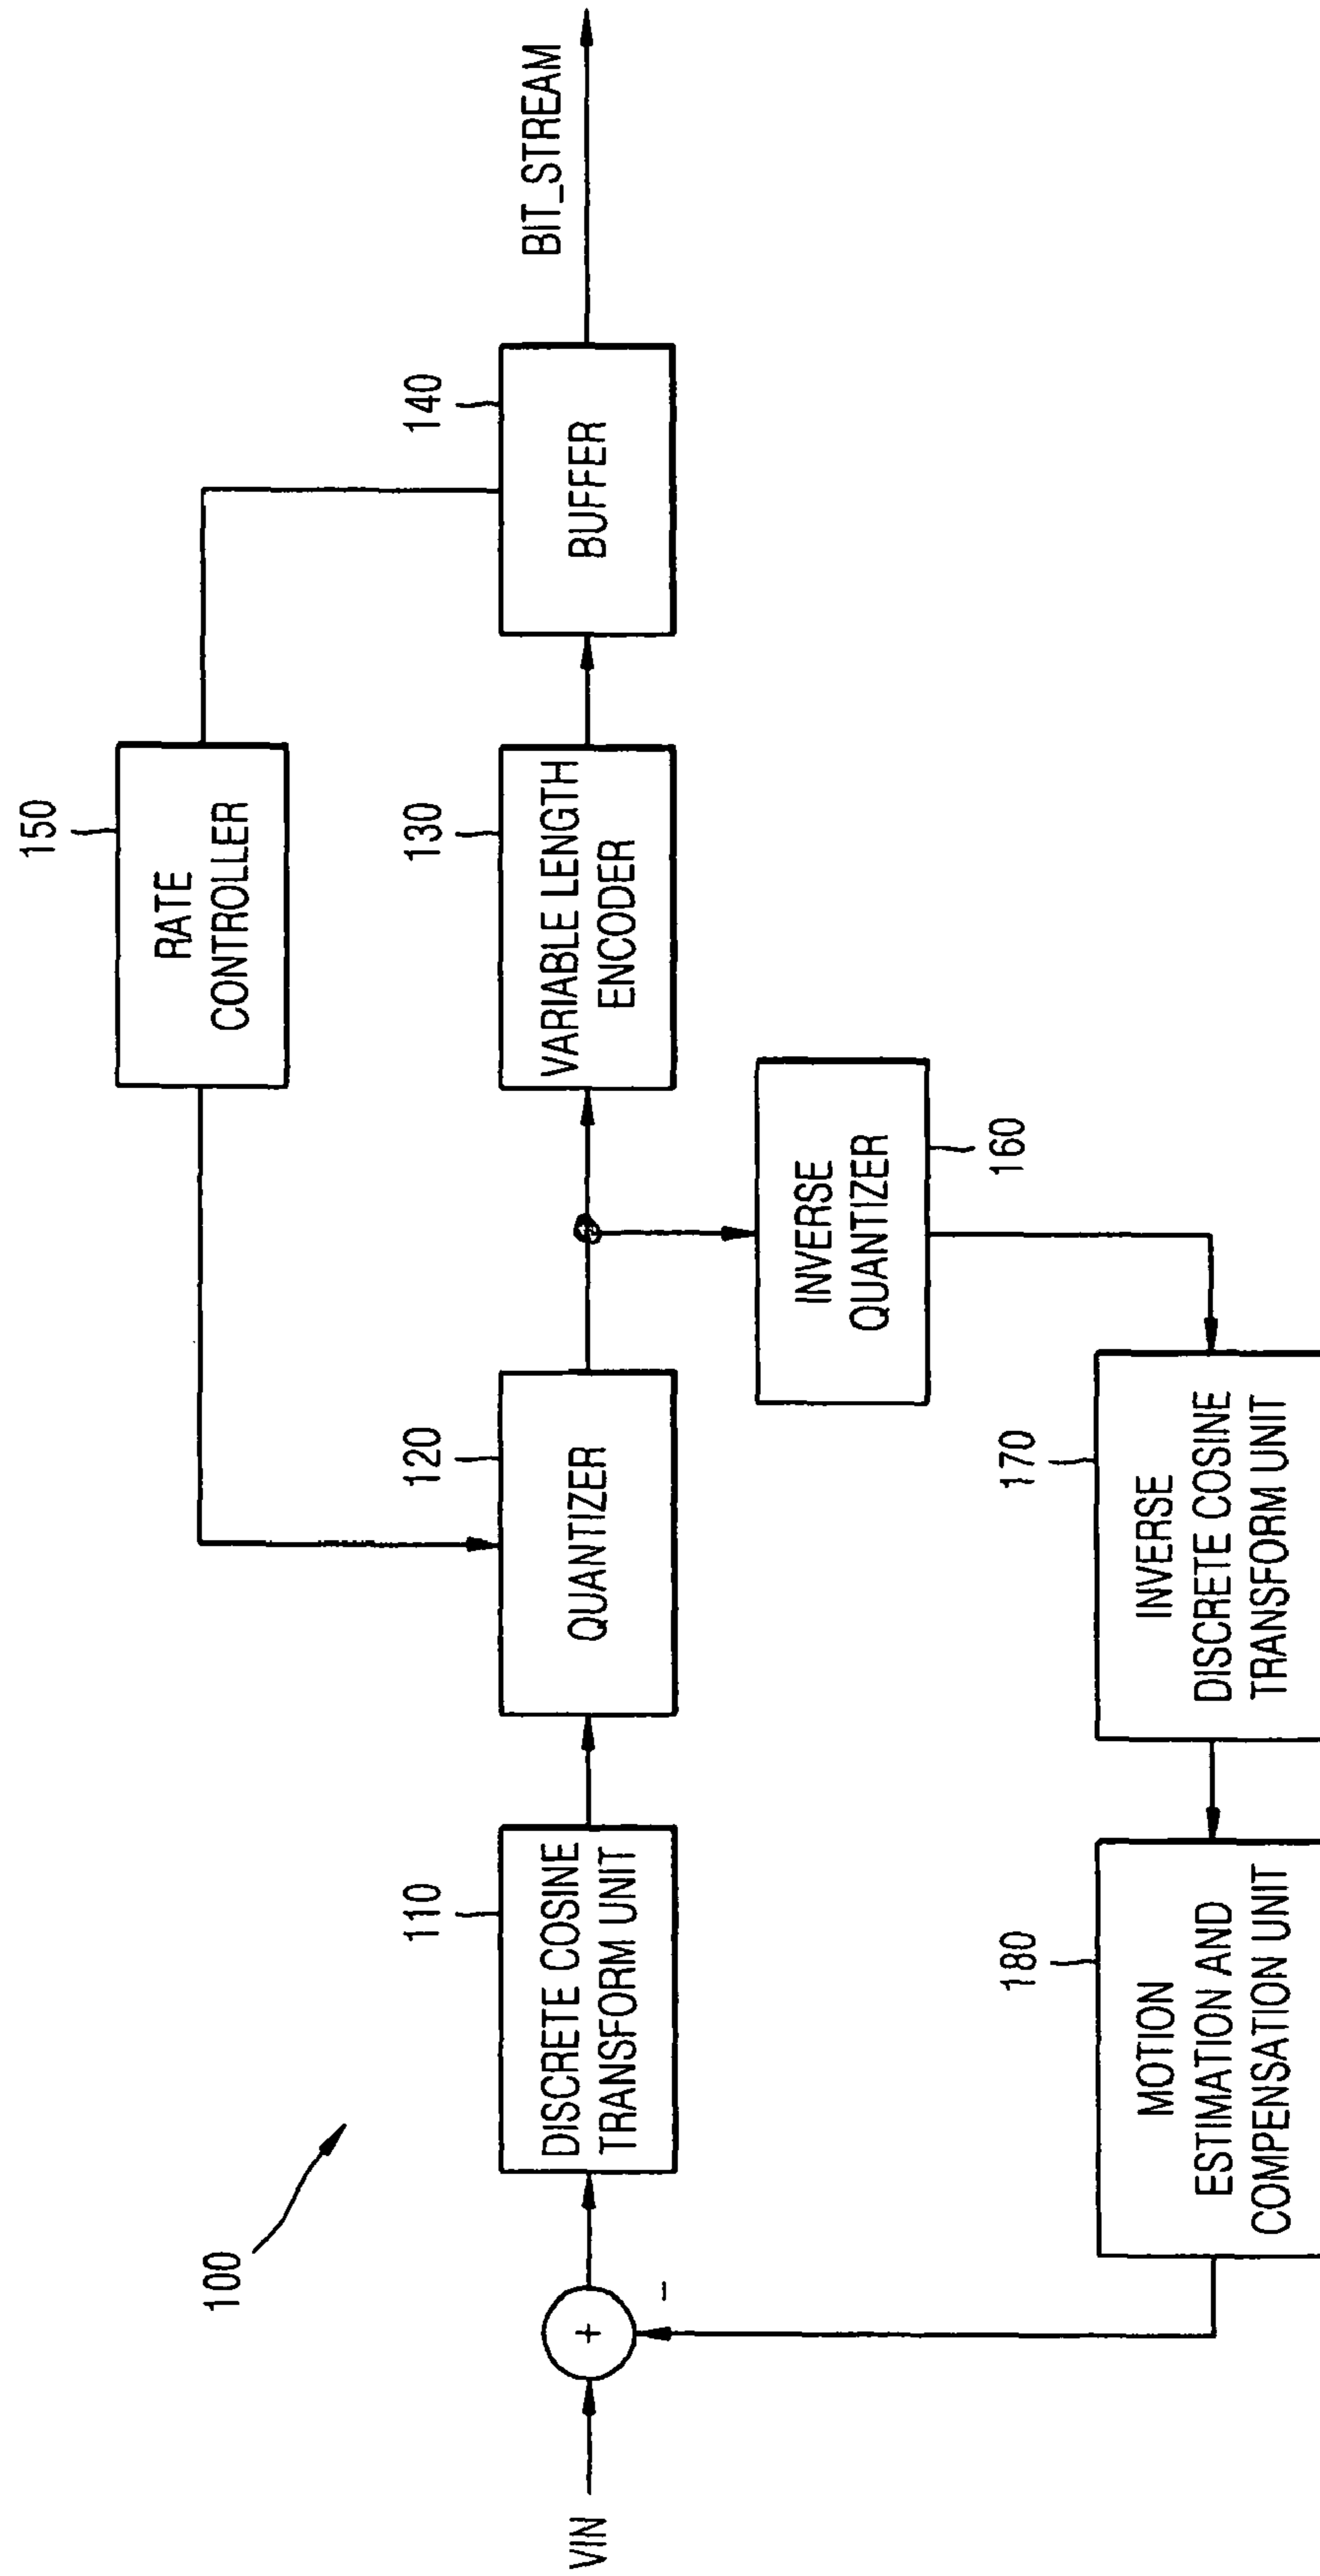 150
RATE
CONTROLLER
100
110
DISCRETE COSINE
TRANSFORM UNIT
120
QUANTIZER
130
VARIABLE LENGTH
ENCODER
140
BUFFER
BIT_STREAM
VIN
+
-
INVERSE
QUANTIZER
160
180
MOTION
ESTIMATION AND
COMPENSATION UNIT
170
INVERSE
DISCRETE COSINE
TRANSFORM UNIT